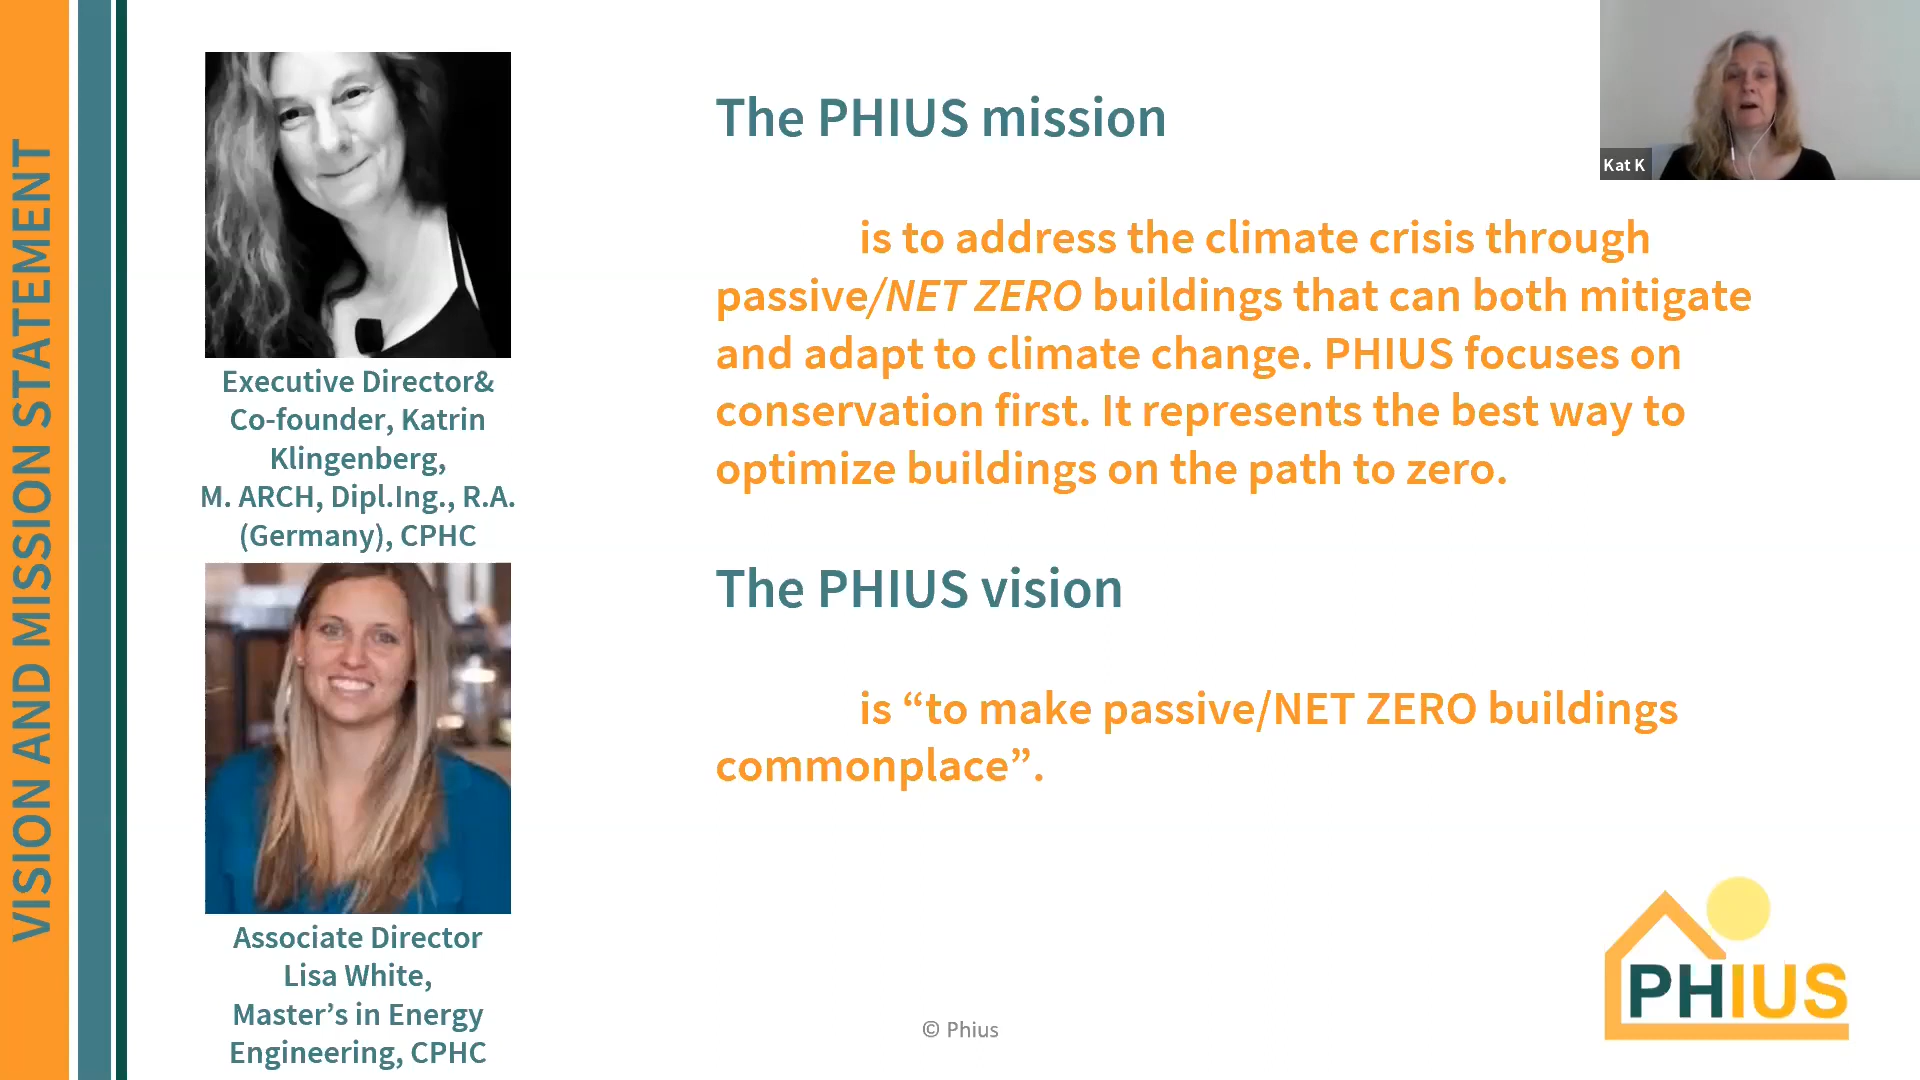 VISION AND MISSION STATEMENT
Executive Director&
Co-founder, Katrin
Klingenberg,
M. ARCH, Dipl.Ing., R.A.
(Germany), CPHC
Associate Director
Lisa White,
Master’s in Energy
Engineering, CPHC
The PHIUS mission
is to address the climate crisis through
passive/NET ZERO buildings that can both mitigate
and adapt to climate change. PHIUS focuses on
conservation first. It represents the best way to
optimize buildings on the path to zero.
The PHIUS vision
is “to make passive/NET ZERO buildings
commonplace”.
Kat K
© Phius
PHIUS